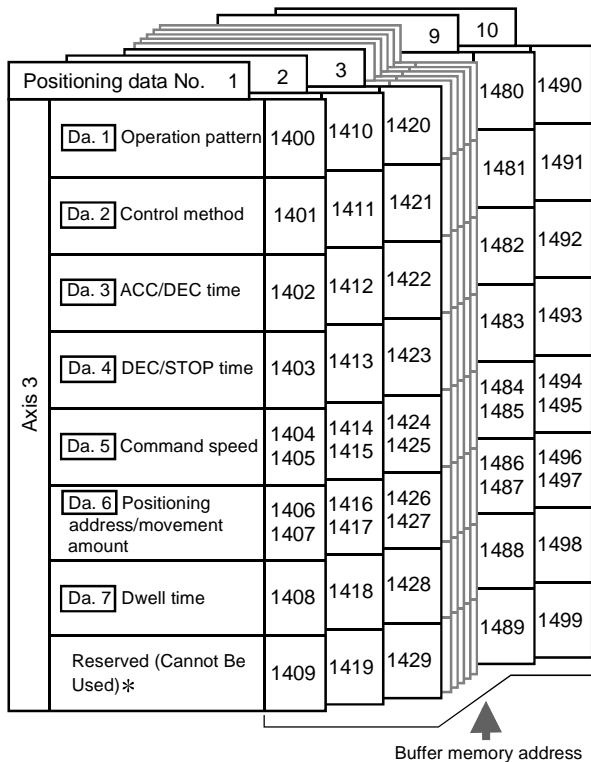 9 10
Positioning data No. 1 2 3
Axis 3
Da. 1 Operation pattern 1400 1410 1420 1480 1490
Da. 2 Control method 1401 1411 1421 1481 1491
Da. 3 ACC/DEC time 1402 1412 1422 1482 1492
Da. 4 DEC/STOP time 1403 1413 1423 1483 1493
Da. 5 Command speed 1404 1414 1424 1484 1494
1405 1415 1425 1485 1495
Da. 6 Positioning
address/movement
amount
1406 1416 1426 1486 1496
1407 1417 1427 1487 1497
Da. 7 Dwell time 1408 1418 1428 1488 1498
Reserved (Cannot Be
Used)* 1409 1419 1429 1489 1499
Buffer memory address